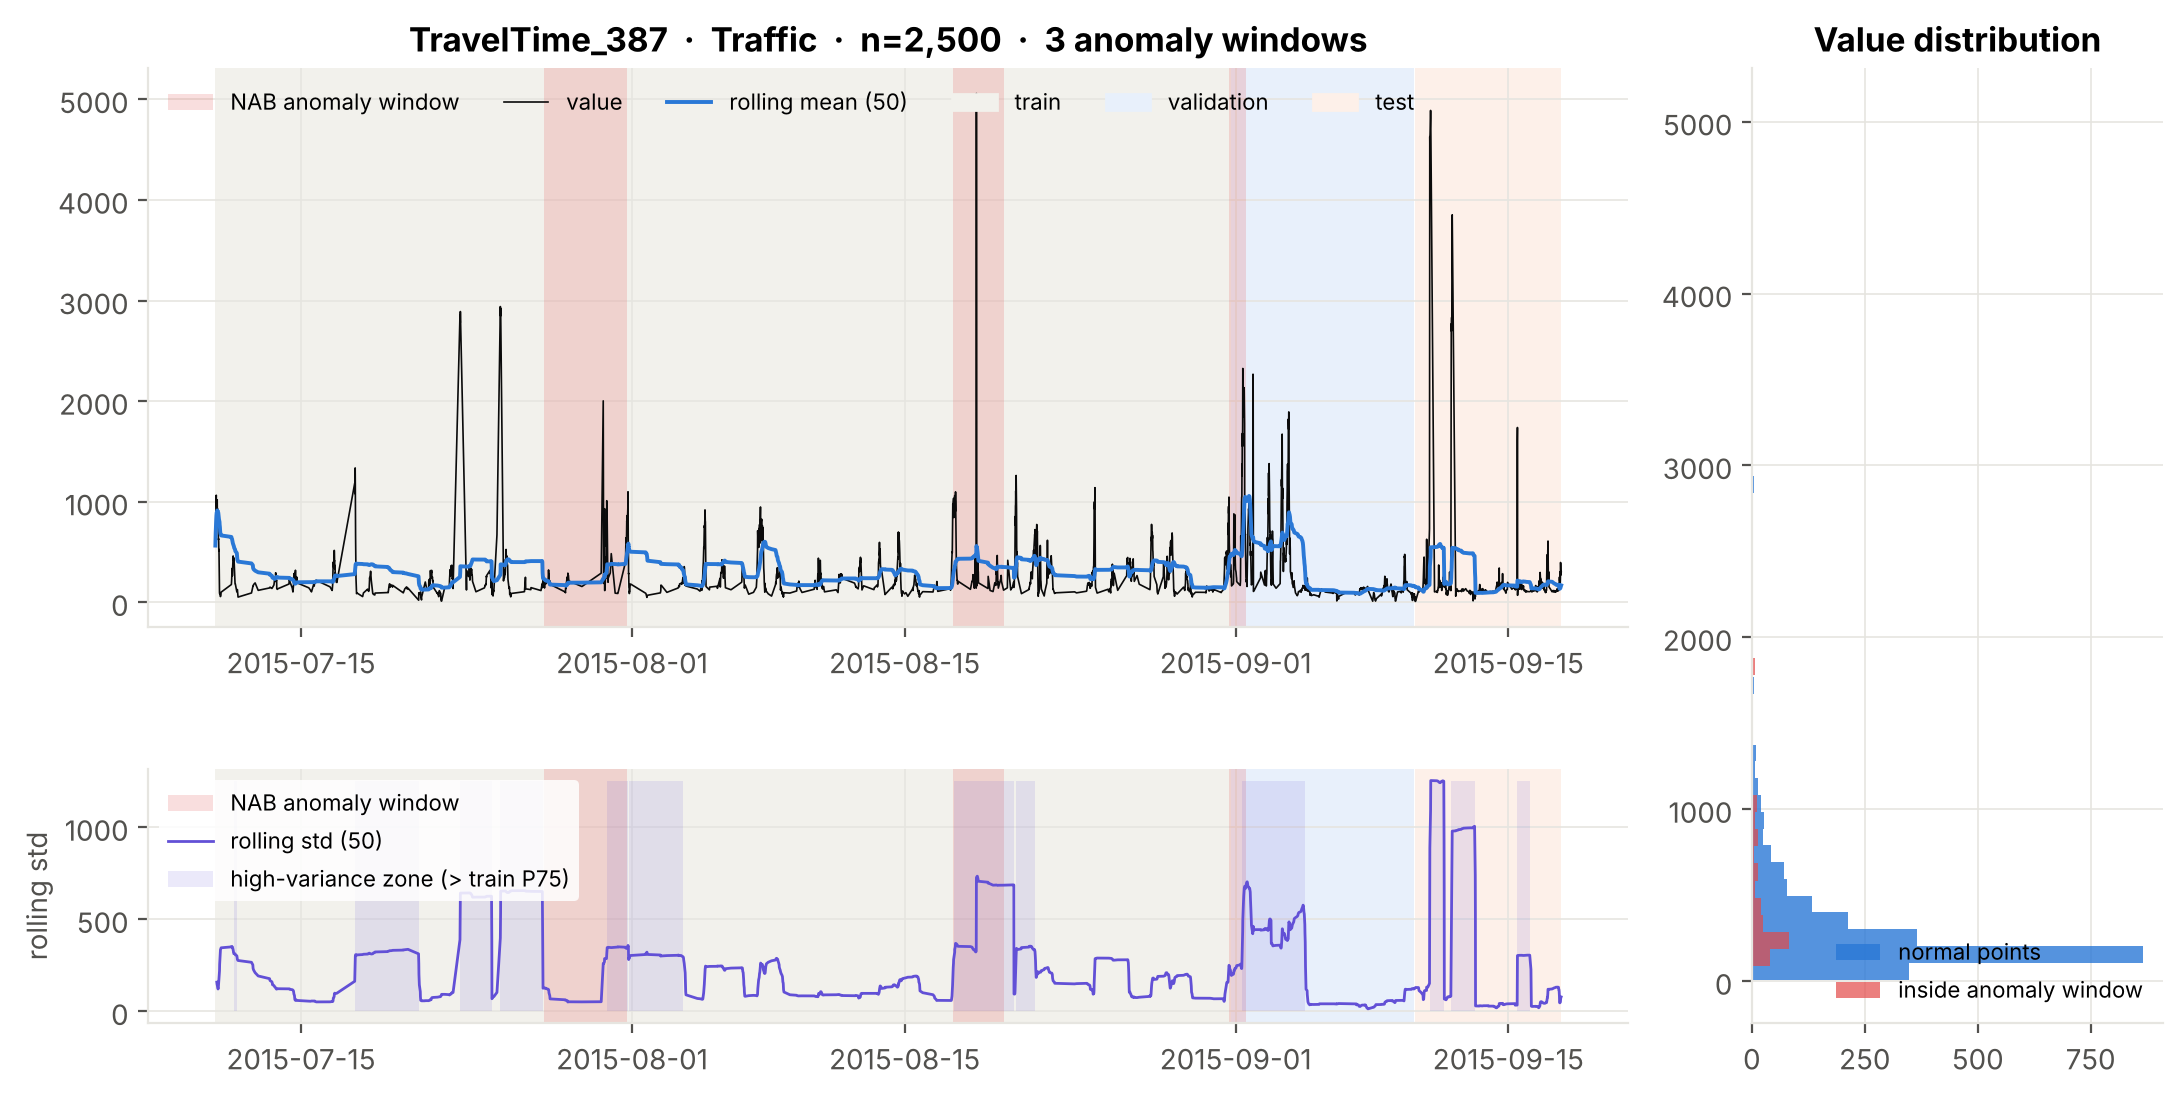 TravelTime_387 · Traffic · n=2,500 · 3 anomaly windows
NAB anomaly window
value
rolling mean (50)
train
validation
test
5000
4000
3000
2000
1000
0
2015-07-15
2015-08-01
2015-08-15
2015-09-01
2015-09-15
rolling std
NAB anomaly window
rolling std (50)
high-variance zone (> train P75)
1000
500
0
2015-07-15
2015-08-01
2015-08-15
2015-09-01
2015-09-15
Value distribution
5000
4000
3000
2000
1000
0
normal points
inside anomaly window
0
250
500
750